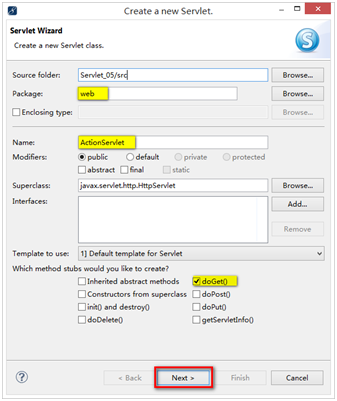 Create a new Servlet.
Servlet Wizard
Create a new Servlet class.
Source folder: Servlet_05/src Browse...
Package: web Browse...
Enclosing type: Browse...
Name: ActionServlet
Modifiers: public default private protected
abstract final static
Superclass: javax.servlet.http.HttpServlet Browse...
Interfaces: Add...
Remove
Template to use: 1] Default template for Servlet
Which method stubs would you like to create?
Inherited abstract methods doGet()
Constructors from superclass doPost()
init() and destroy() doPut()
doDelete() getServletInfo()
? < Back Next > Finish Cancel